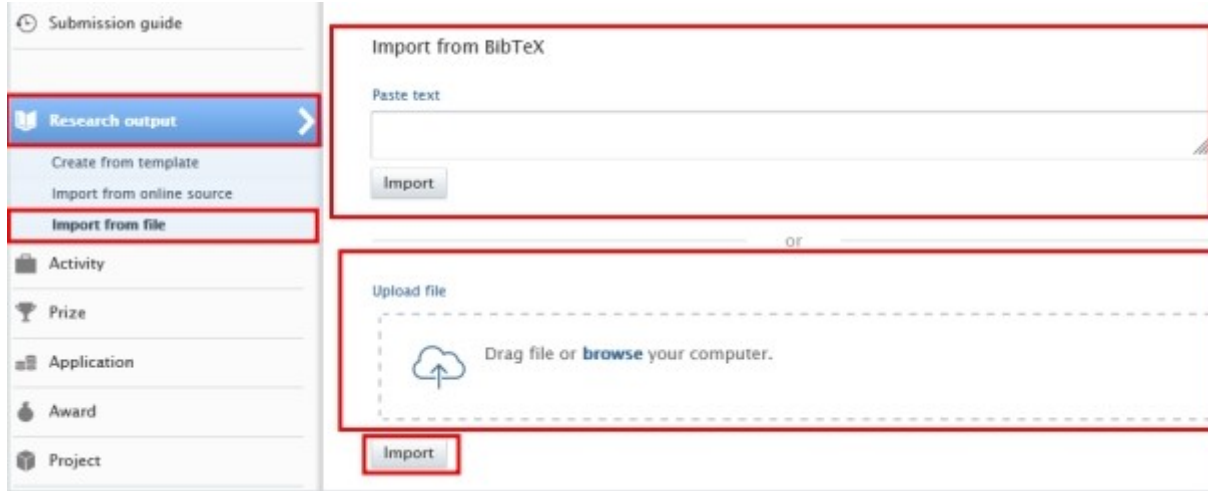 Submission guide
Research output
Create from template
Import from online source
Import from file
Activity
Prize
Application
Award
Project
Import from BibTeX
Paste text
Import
or
Upload file
Drag file or browse your computer.
Import